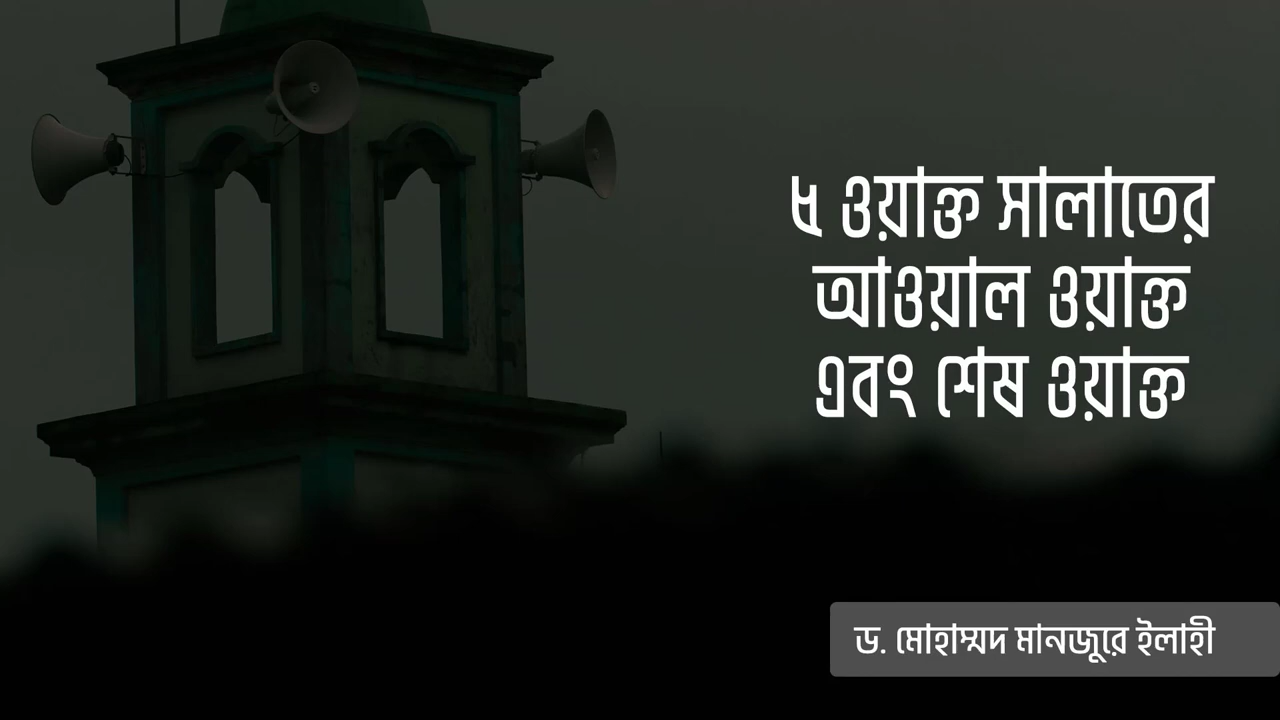 ৫ ওয়াক্ত সালাতের
আওয়াল ওয়াক্ত
এবং শেষ ওয়াক্ত
ড. মোহাম্মদ মানজুরে ইলাহী